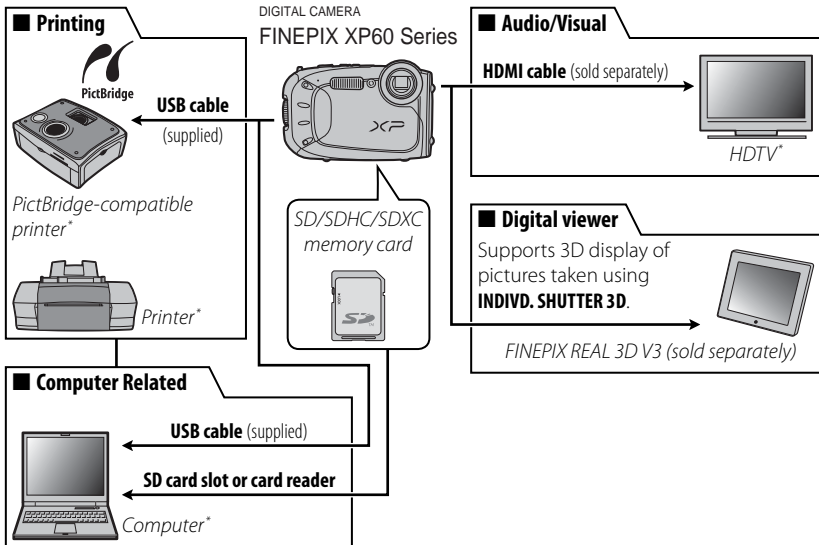 DIGITAL CAMERA
FINEPIX XP60 Series
■ Printing
PictBridge
USB cable
(supplied)
PictBridge-compatible
printer*
Printer*
XP
SD/SDHC/SDXC
memory card
SD
■ Audio/Visual
HDMI cable (sold separately)
HDTV*
■ Digital viewer
Supports 3D display of
pictures taken using
INDIVD. SHUTTER 3D.
FINEPIX REAL 3D V3 (sold separately)
■ Computer Related
USB cable (supplied)
SD card slot or card reader
Computer*